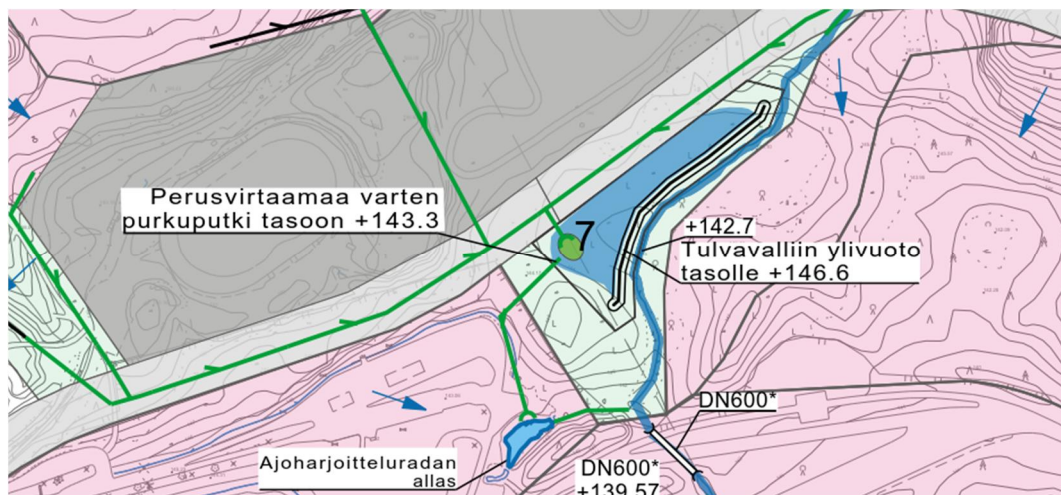 Perusvirtaamaa varten
purkuputki tasoon +143.3
7
+142.7
Tulvavalliin ylivuoto
tasolle +146.6
DN600*
Ajoharjoitteluradan
allas
DN600*
+139.57